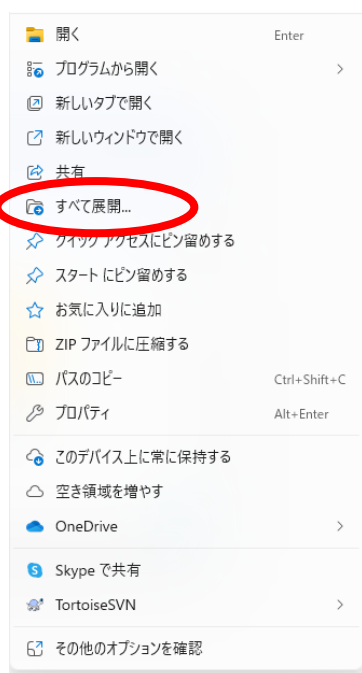 開く Enter
プログラムから開く
新しいタブで開く
新しいウィンドウで開く
共有
すべて展開...
クイック アクセスにピン留めする
スタート にピン留めする
お気に入りに追加
ZIP ファイルに圧縮する
パスのコピー Ctrl+Shift+C
プロパティ Alt+Enter
このデバイス上に常に保持する
空き領域を増やす
OneDrive
Skype で共有
TortoiseSVN
その他のオプションを確認